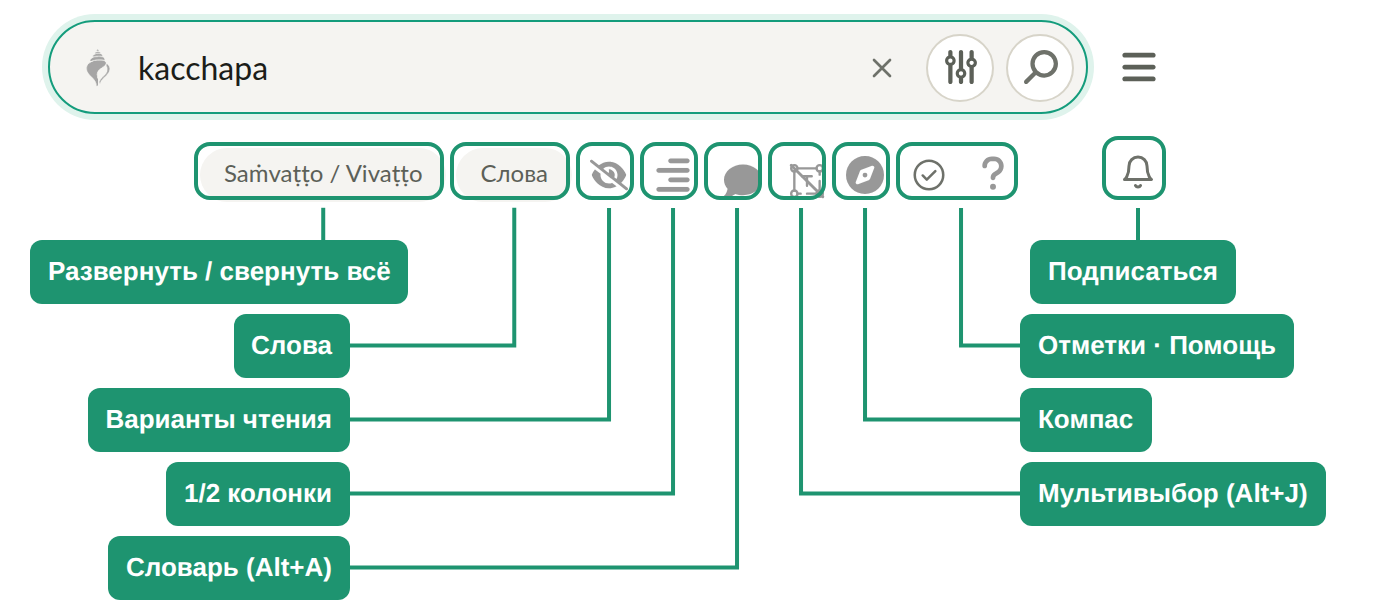 kacchapa
Saṁvaṭṭo / Vivaṭṭo
Слова
?
Развернуть / свернуть всё
Подписаться
Слова
Отметки · Помощь
Варианты чтения
Компас
1/2 колонки
Мультивыбор (Alt+J)
Словарь (Alt+A)